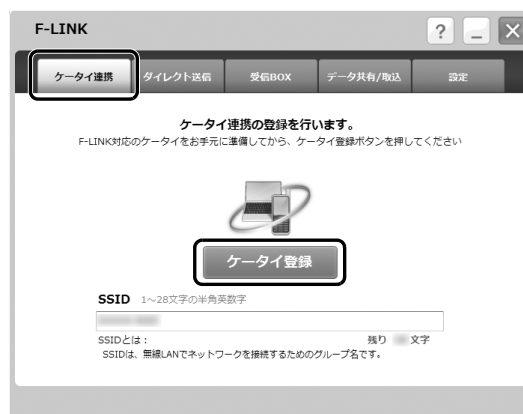 F-LINK
? _ X
ケータイ連携 ダイレクト送信 受信BOX データ共有/取込 設定
ケータイ連携の登録を行います。
F-LINK対応のケータイをお手元に準備してから、ケータイ登録ボタンを押してください
ケータイ登録
SSID 1~28文字の半角英数字
SSIDとは: 残り 文字
SSIDは、無線LANでネットワークを接続するためのグループ名です。